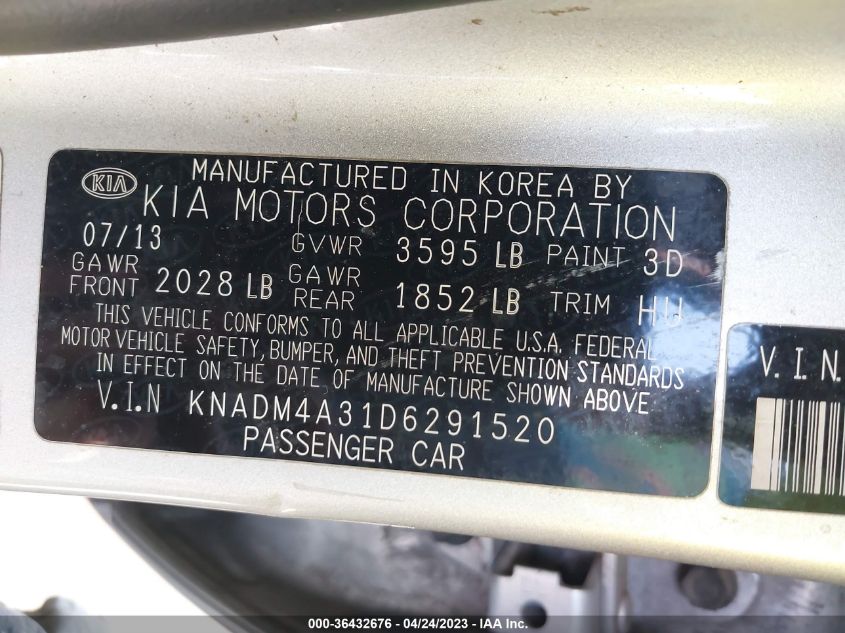 KIA
MANUFACTURED IN KOREA BY
KIA MOTORS CORPORATION
07/13 GVWR 3595 LB PAINT 3D
GAWR FRONT 2028 LB GAWR REAR 1852 LB TRIM HU
THIS VEHICLE CONFORMS TO ALL APPLICABLE U.S.A. FEDERAL
MOTOR VEHICLE SAFETY, BUMPER, AND THEFT PREVENTION STANDARDS
IN EFFECT ON THE DATE OF MANUFACTURE SHOWN ABOVE
V.I.N KNADM4A31D6291520
PASSENGER CAR
V.I.N.
000-36432676 / 04/24/2023 - IAA Inc.